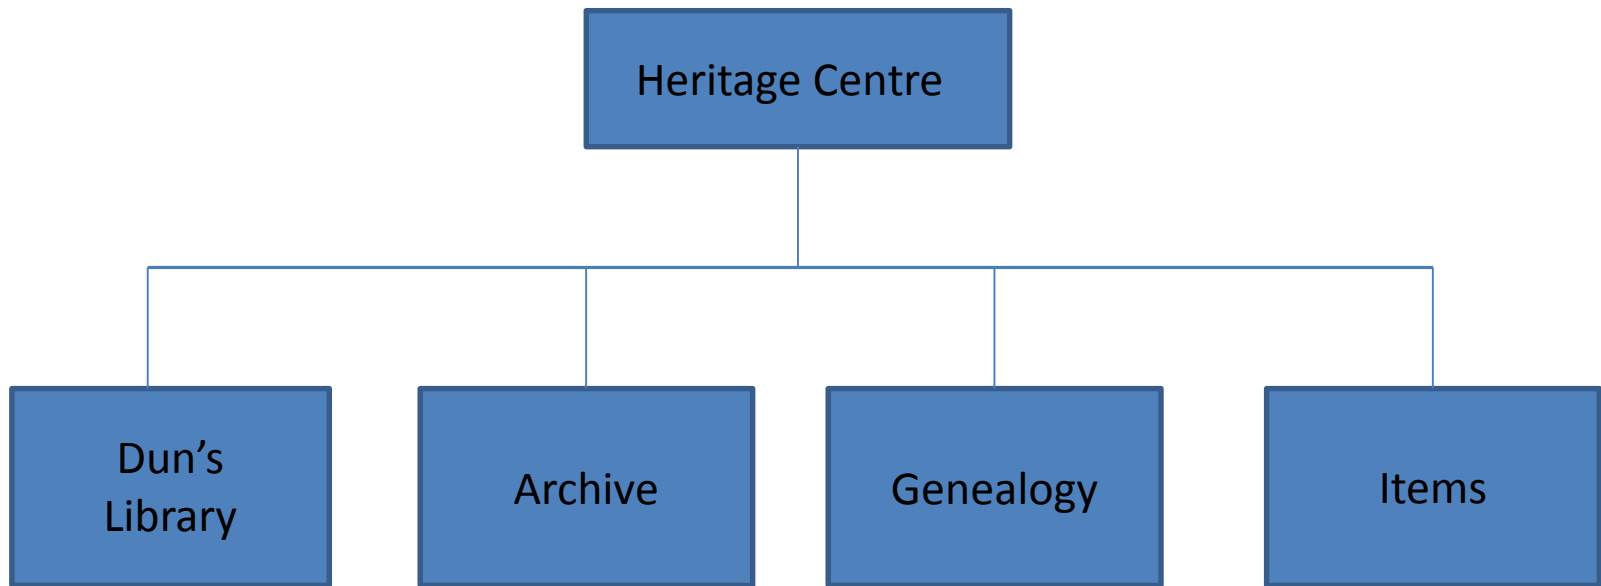 Heritage Centre
Dun’s
Library
Archive
Genealogy
Items